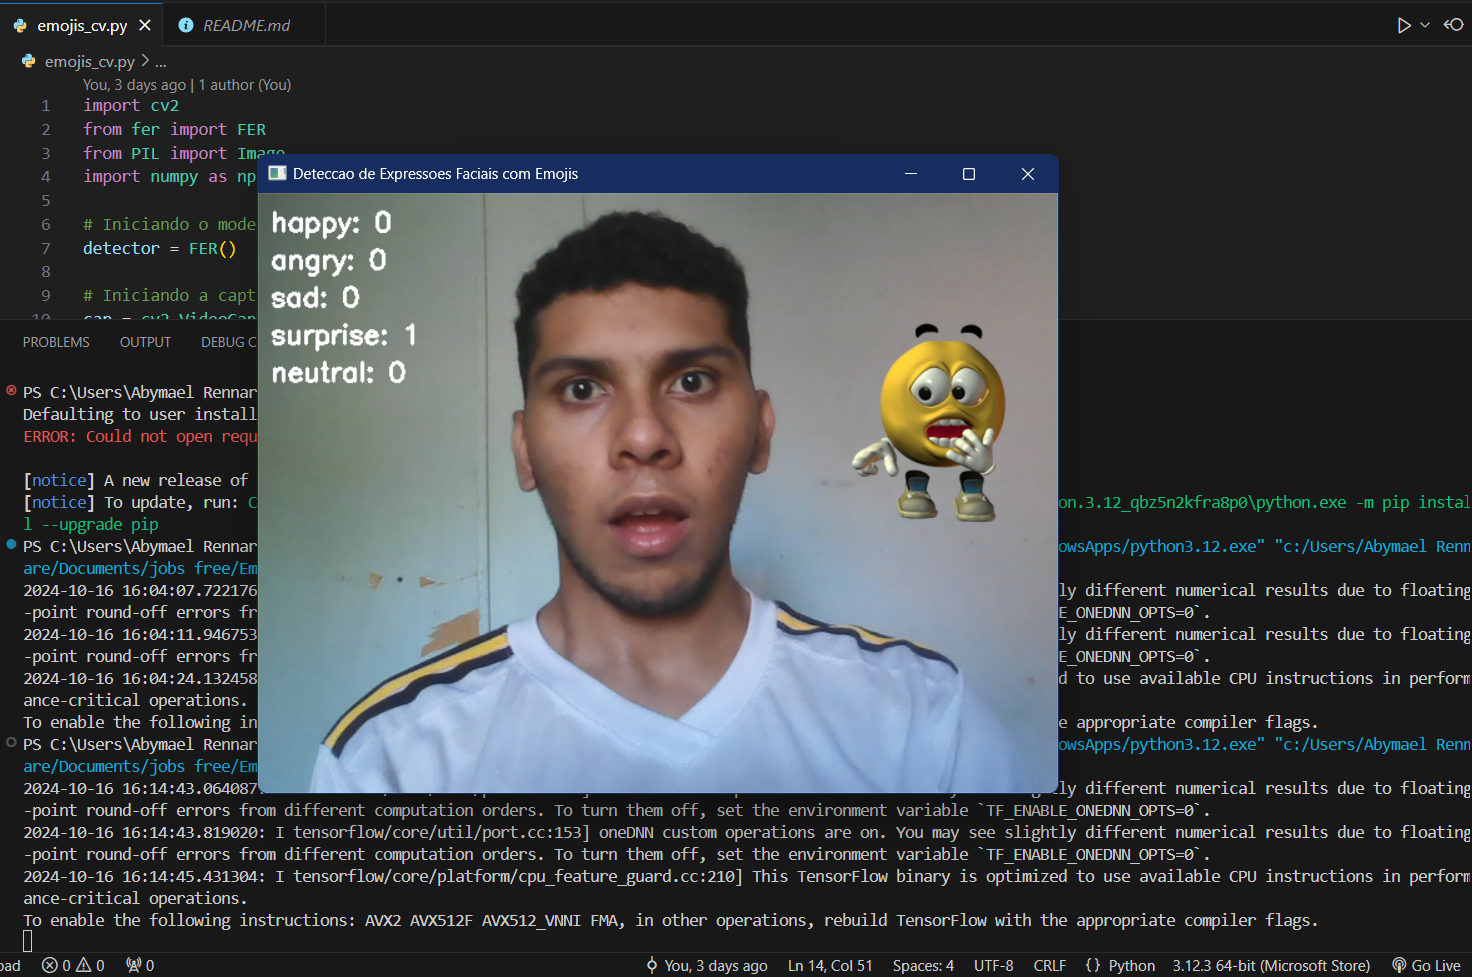 emojis_cv.py
README.md
emojis_cv.py > ...
You, 3 days ago | 1 author (You)
1 import cv2
2 from fer import FER
3 from PIL import Image
4 import numpy as np
5
6 # Iniciando o mode
7 detector = FER()
8
9 # Iniciando a capt
10 cap = cv2.VideoCap
Deteccao de Expressoes Faciais com Emojis
happy: 0
angry: 0
sad: 0
surprise: 1
neutral: 0
PROBLEMS OUTPUT DEBUG C
PS C:\Users\Abymael Rennar
Defaulting to user install
ERROR: Could not open requ
[notice] A new release of
[notice] To update, run: C on.3.12_qbz5n2kfra8p0\python.exe -m pip instal
l --upgrade pip
PS C:\Users\Abymael Rennar owsApps/python3.12.exe" "c:/Users/Abymael Renn
are/Documents/jobs free/Em
2024-10-16 16:04:07.722176 ly different numerical results due to floating
-point round-off errors fr E_ONEDNN_OPTS=0`.
2024-10-16 16:04:11.946753 ly different numerical results due to floating
-point round-off errors fr E_ONEDNN_OPTS=0`.
2024-10-16 16:04:24.132458 d to use available CPU instructions in perform
ance-critical operations.
To enable the following in e appropriate compiler flags.
PS C:\Users\Abymael Rennar owsApps/python3.12.exe" "c:/Users/Abymael Renn
are/Documents/jobs free/Em
2024-10-16 16:14:43.064087 ly different numerical results due to floating
-point round-off errors from different computation orders. To turn them off, set the environment variable `TF_ENABLE_ONEDNN_OPTS=0`.
2024-10-16 16:14:43.819020: I tensorflow/core/util/port.cc:153] oneDNN custom operations are on. You may see slightly different numerical results due to floating
-point round-off errors from different computation orders. To turn them off, set the environment variable `TF_ENABLE_ONEDNN_OPTS=0`.
2024-10-16 16:14:45.431304: I tensorflow/core/platform/cpu_feature_guard.cc:210] This TensorFlow binary is optimized to use available CPU instructions in perform
ance-critical operations.
To enable the following instructions: AVX2 AVX512F AVX512_VNNI FMA, in other operations, rebuild TensorFlow with the appropriate compiler flags.
oad 0 0 0 You, 3 days ago Ln 14, Col 51 Spaces: 4 UTF-8 CRLF {} Python 3.12.3 64-bit (Microsoft Store) Go Live